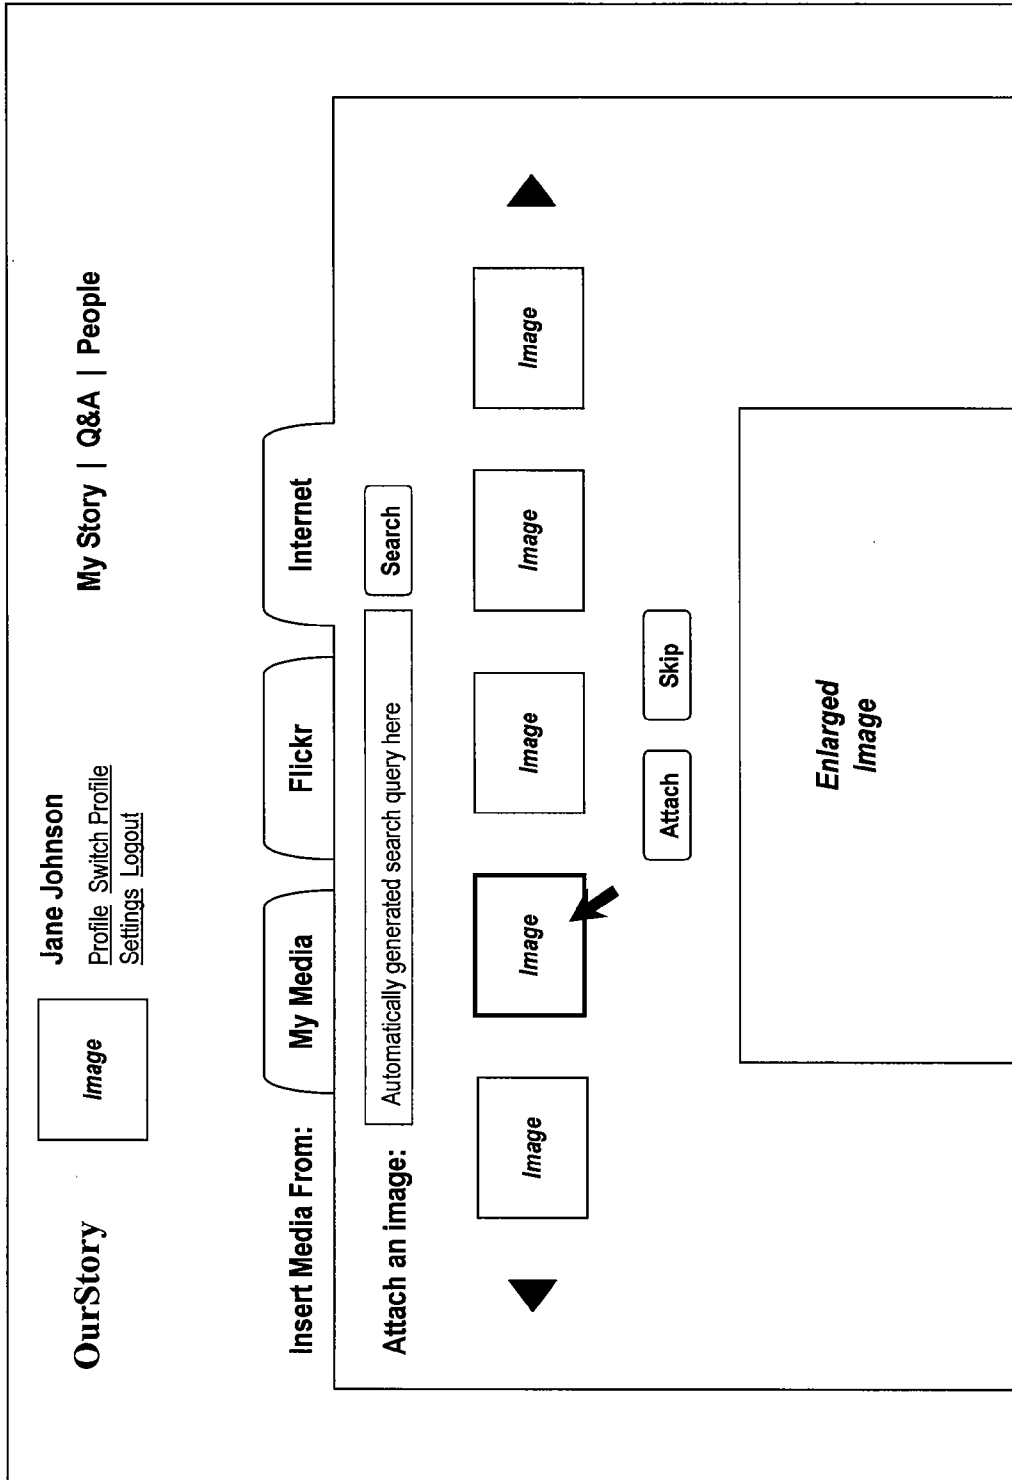 OurStory
Image
Jane Johnson
Profile Switch Profile
Settings Logout
My Story | Q&A | People
Insert Media From:
My Media
Flickr
Internet
Attach an image:
Automatically generated search query here
Search
Image
Image
Image
Image
Image
Attach
Skip
Enlarged
Image